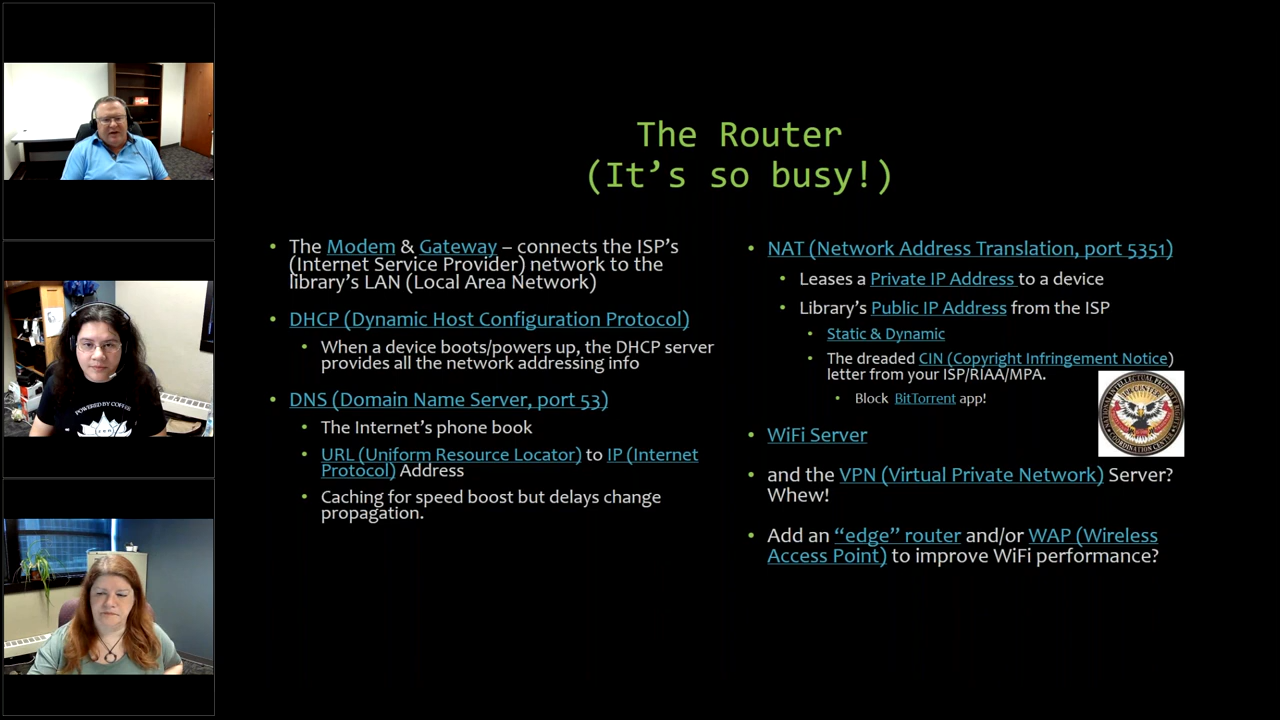 The Router
(It's so busy!)
The Modem & Gateway – connects the ISP's
(Internet Service Provider) network to the
library's LAN (Local Area Network)
DHCP (Dynamic Host Configuration Protocol)
When a device boots/powers up, the DHCP server
provides all the network addressing info
DNS (Domain Name Server, port 53)
The Internet's phone book
URL (Uniform Resource Locator) to IP (Internet
Protocol) Address
Caching for speed boost but delays change
propagation.
NAT (Network Address Translation, port 5351)
Leases a Private IP Address to a device
Library's Public IP Address from the ISP
Static & Dynamic
The dreaded CIN (Copyright Infringement Notice)
letter from your ISP/RIAA/MPA.
Block BitTorrent app!
WiFi Server
and the VPN (Virtual Private Network) Server?
Whew!
Add an “edge” router and/or WAP (Wireless
Access Point) to improve WiFi performance?
POWERED BY COFFEE